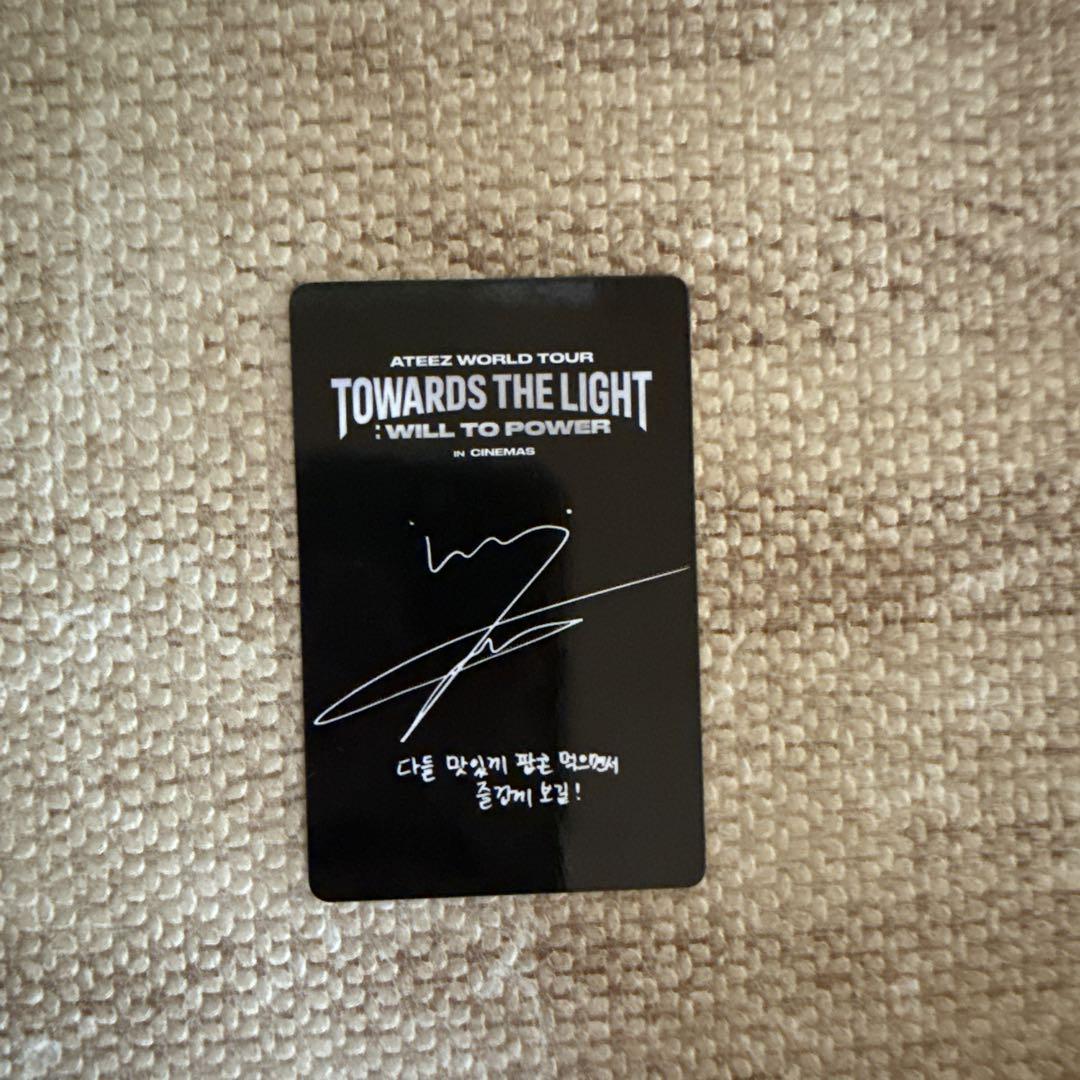 ATEEZ WORLD TOUR
TOWARDS THE LIGHT
: WILL TO POWER
IN CINEMAS
다들 맛있게 팝콘 먹으면서
즐겁게 보길!